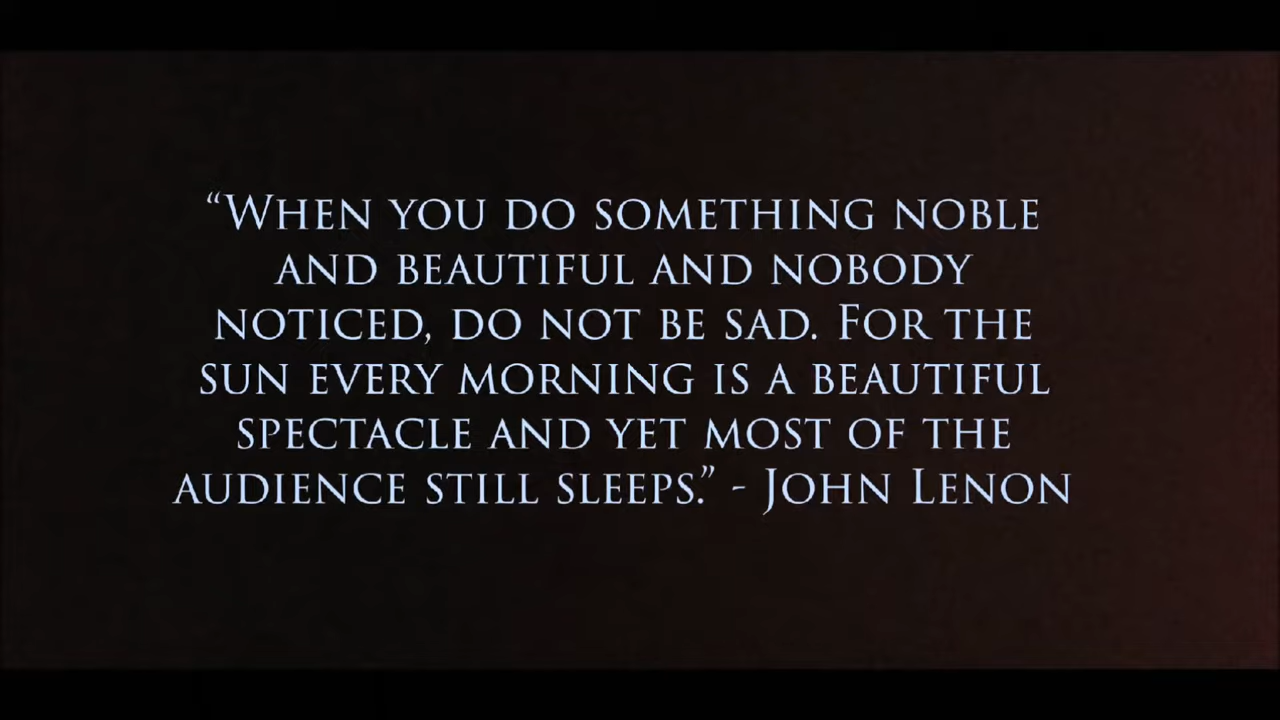 “When you do something noble
and beautiful and nobody
noticed, do not be sad. For the
sun every morning is a beautiful
spectacle and yet most of the
audience still sleeps.” - John Lenon